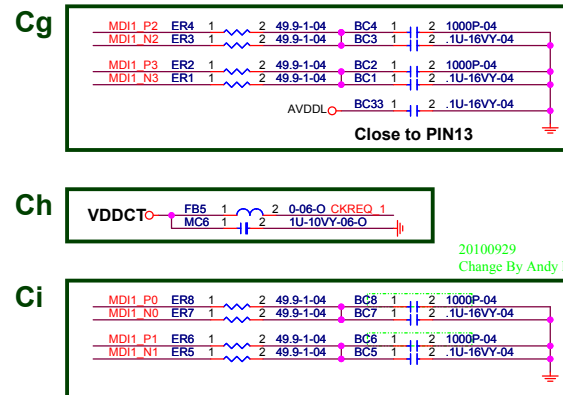 Cg
MDI1_P2 ER4 1 2 49.9-1-04 BC4 1 2 1000P-04
MDI1_N2 ER3 1 2 49.9-1-04 BC3 1 2 .1U-16VY-04
MDI1_P3 ER2 1 2 49.9-1-04 BC2 1 2 1000P-04
MDI1_N3 ER1 1 2 49.9-1-04 BC1 1 2 .1U-16VY-04
AVDDL BC33 1 2 .1U-16VY-04
Close to PIN13
Ch
VDDCT FB5 1 2 0-06-O CKREQ_1
MC6 1 2 1U-10VY-06-O
20100929
Change By Andy
Ci
MDI1_P0 ER8 1 2 49.9-1-04 BC8 1 2 1000P-04
MDI1_N0 ER7 1 2 49.9-1-04 BC7 1 2 .1U-16VY-04
MDI1_P1 ER6 1 2 49.9-1-04 BC6 1 2 1000P-04
MDI1_N1 ER5 1 2 49.9-1-04 BC5 1 2 .1U-16VY-04